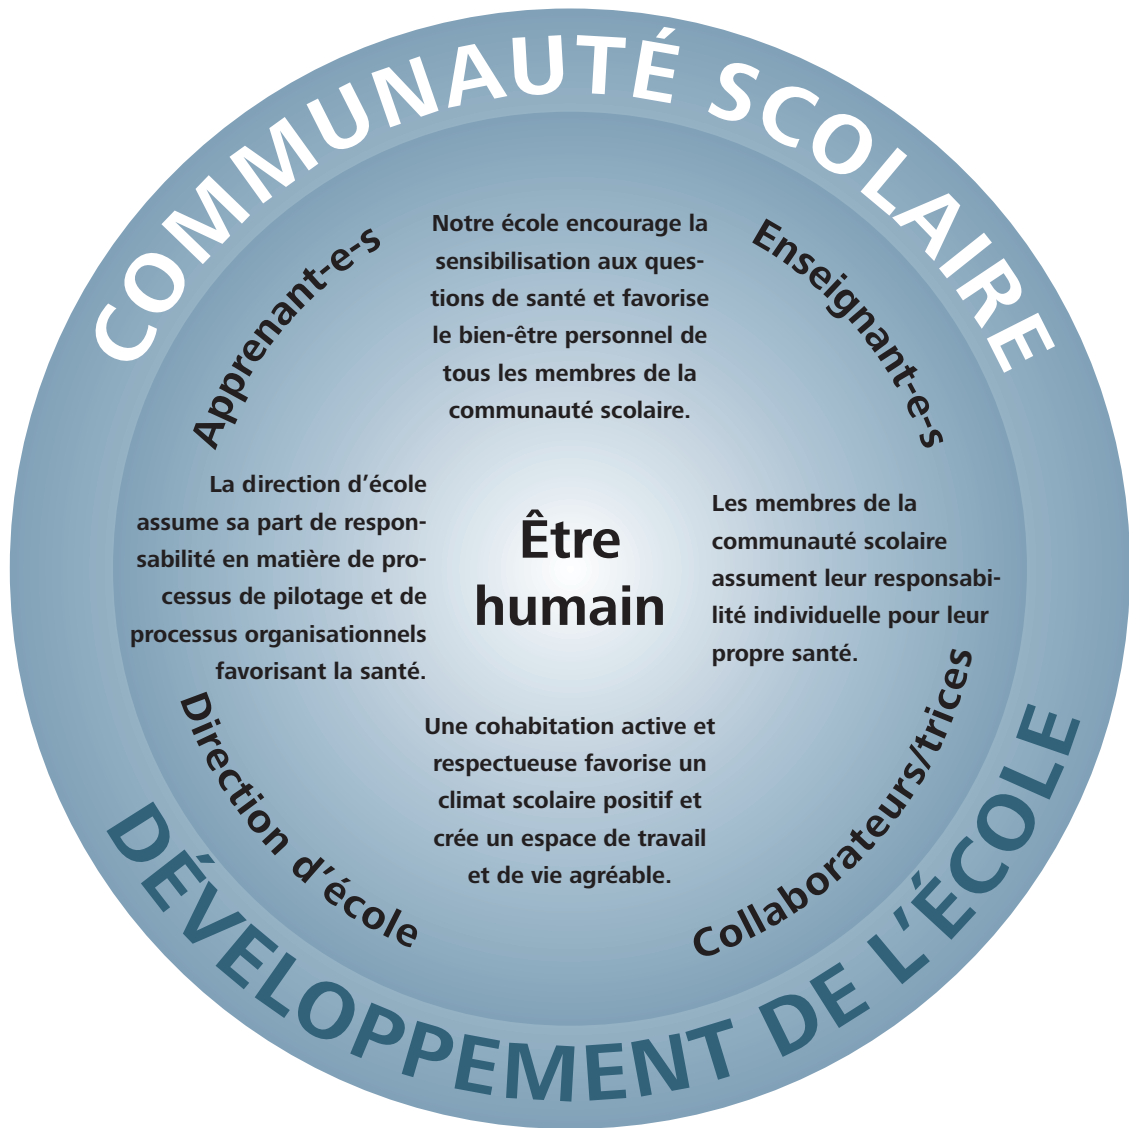 COMMUNAUTÉ SCOLAIRE
Apprenant-e-s
Enseignant-e-s
Notre école encourage la
sensibilisation aux ques-
tions de santé et favorise
le bien-être personnel de
tous les membres de la
communauté scolaire.
La direction d’école
assume sa part de respon-
sabilité en matière de pro-
cessus de pilotage et de
processus organisationnels
favorisant la santé.
Être
humain
Les membres de la
communauté scolaire
assument leur responsabi-
lité individuelle pour leur
propre santé.
Une cohabitation active et
respectueuse favorise un
climat scolaire positif et
crée un espace de travail
et de vie agréable.
Direction d’école
Collaborateurs/trices
DÉVELOPPEMENT DE L’ÉCOLE